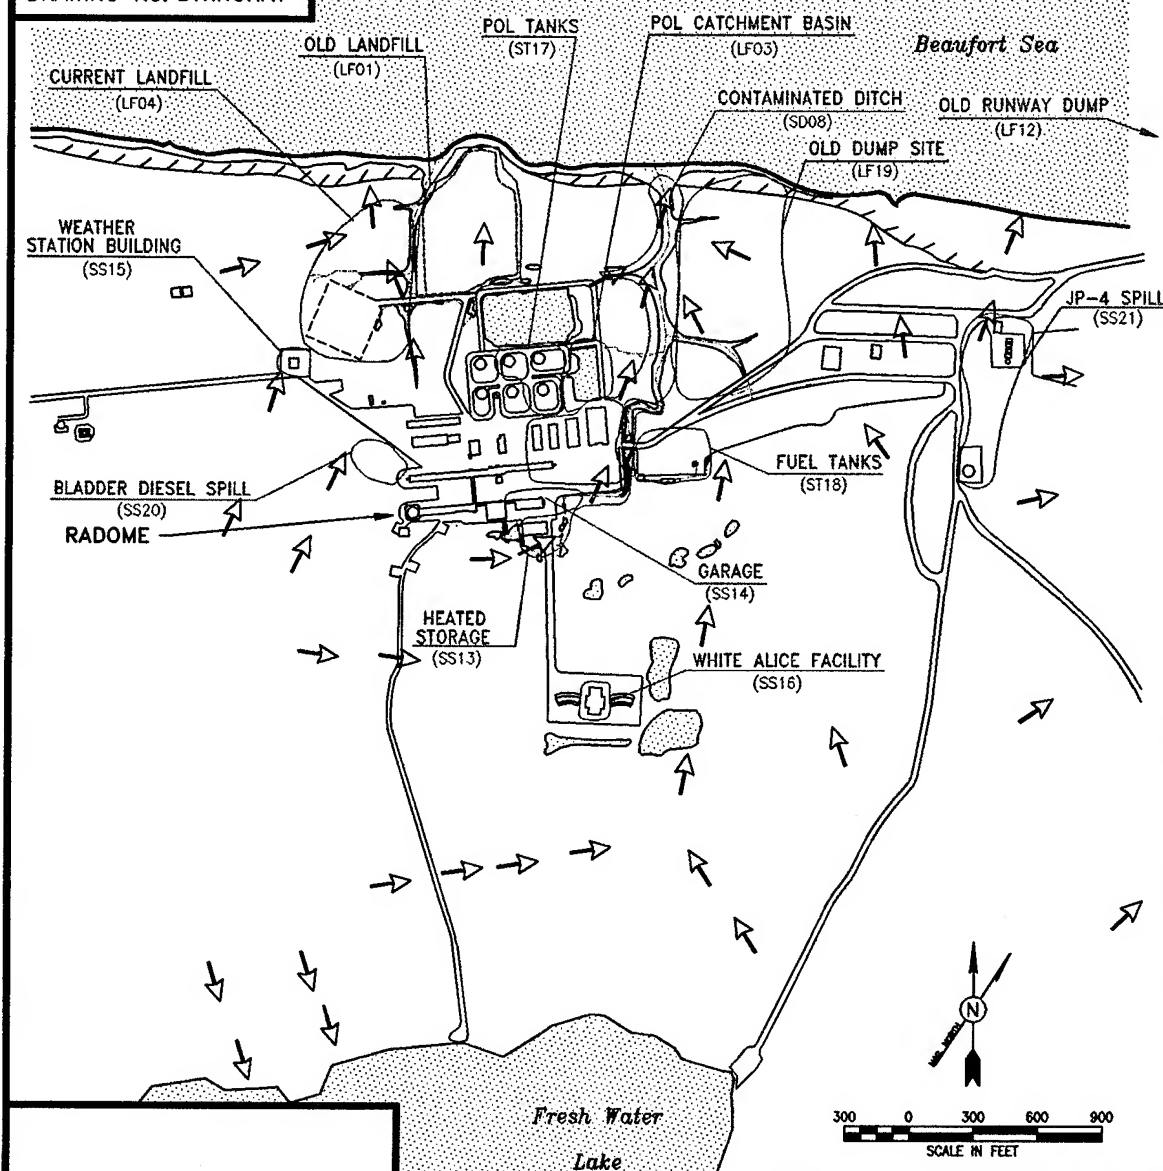 POL TANKS
(ST17)
POL CATCHMENT BASIN
(LF03)
Beaufort Sea
OLD LANDFILL
(LF01)
CURRENT LANDFILL
(LF04)
CONTAMINATED DITCH
(SD08)
OLD RUNWAY DUMP
(LF12)
OLD DUMP SITE
(LF19)
WEATHER
STATION BUILDING
(SS15)
JP-4 SPILL
(SS21)
BLADDER DIESEL SPILL
(SS20)
FUEL TANKS
(ST18)
RADOME
GARAGE
(SS14)
HEATED
STORAGE
(SS13)
WHITE ALICE FACILITY
(SS16)
N
MAG NORTH
Fresh Water
Lake
300 0 300 600 900
SCALE IN FEET